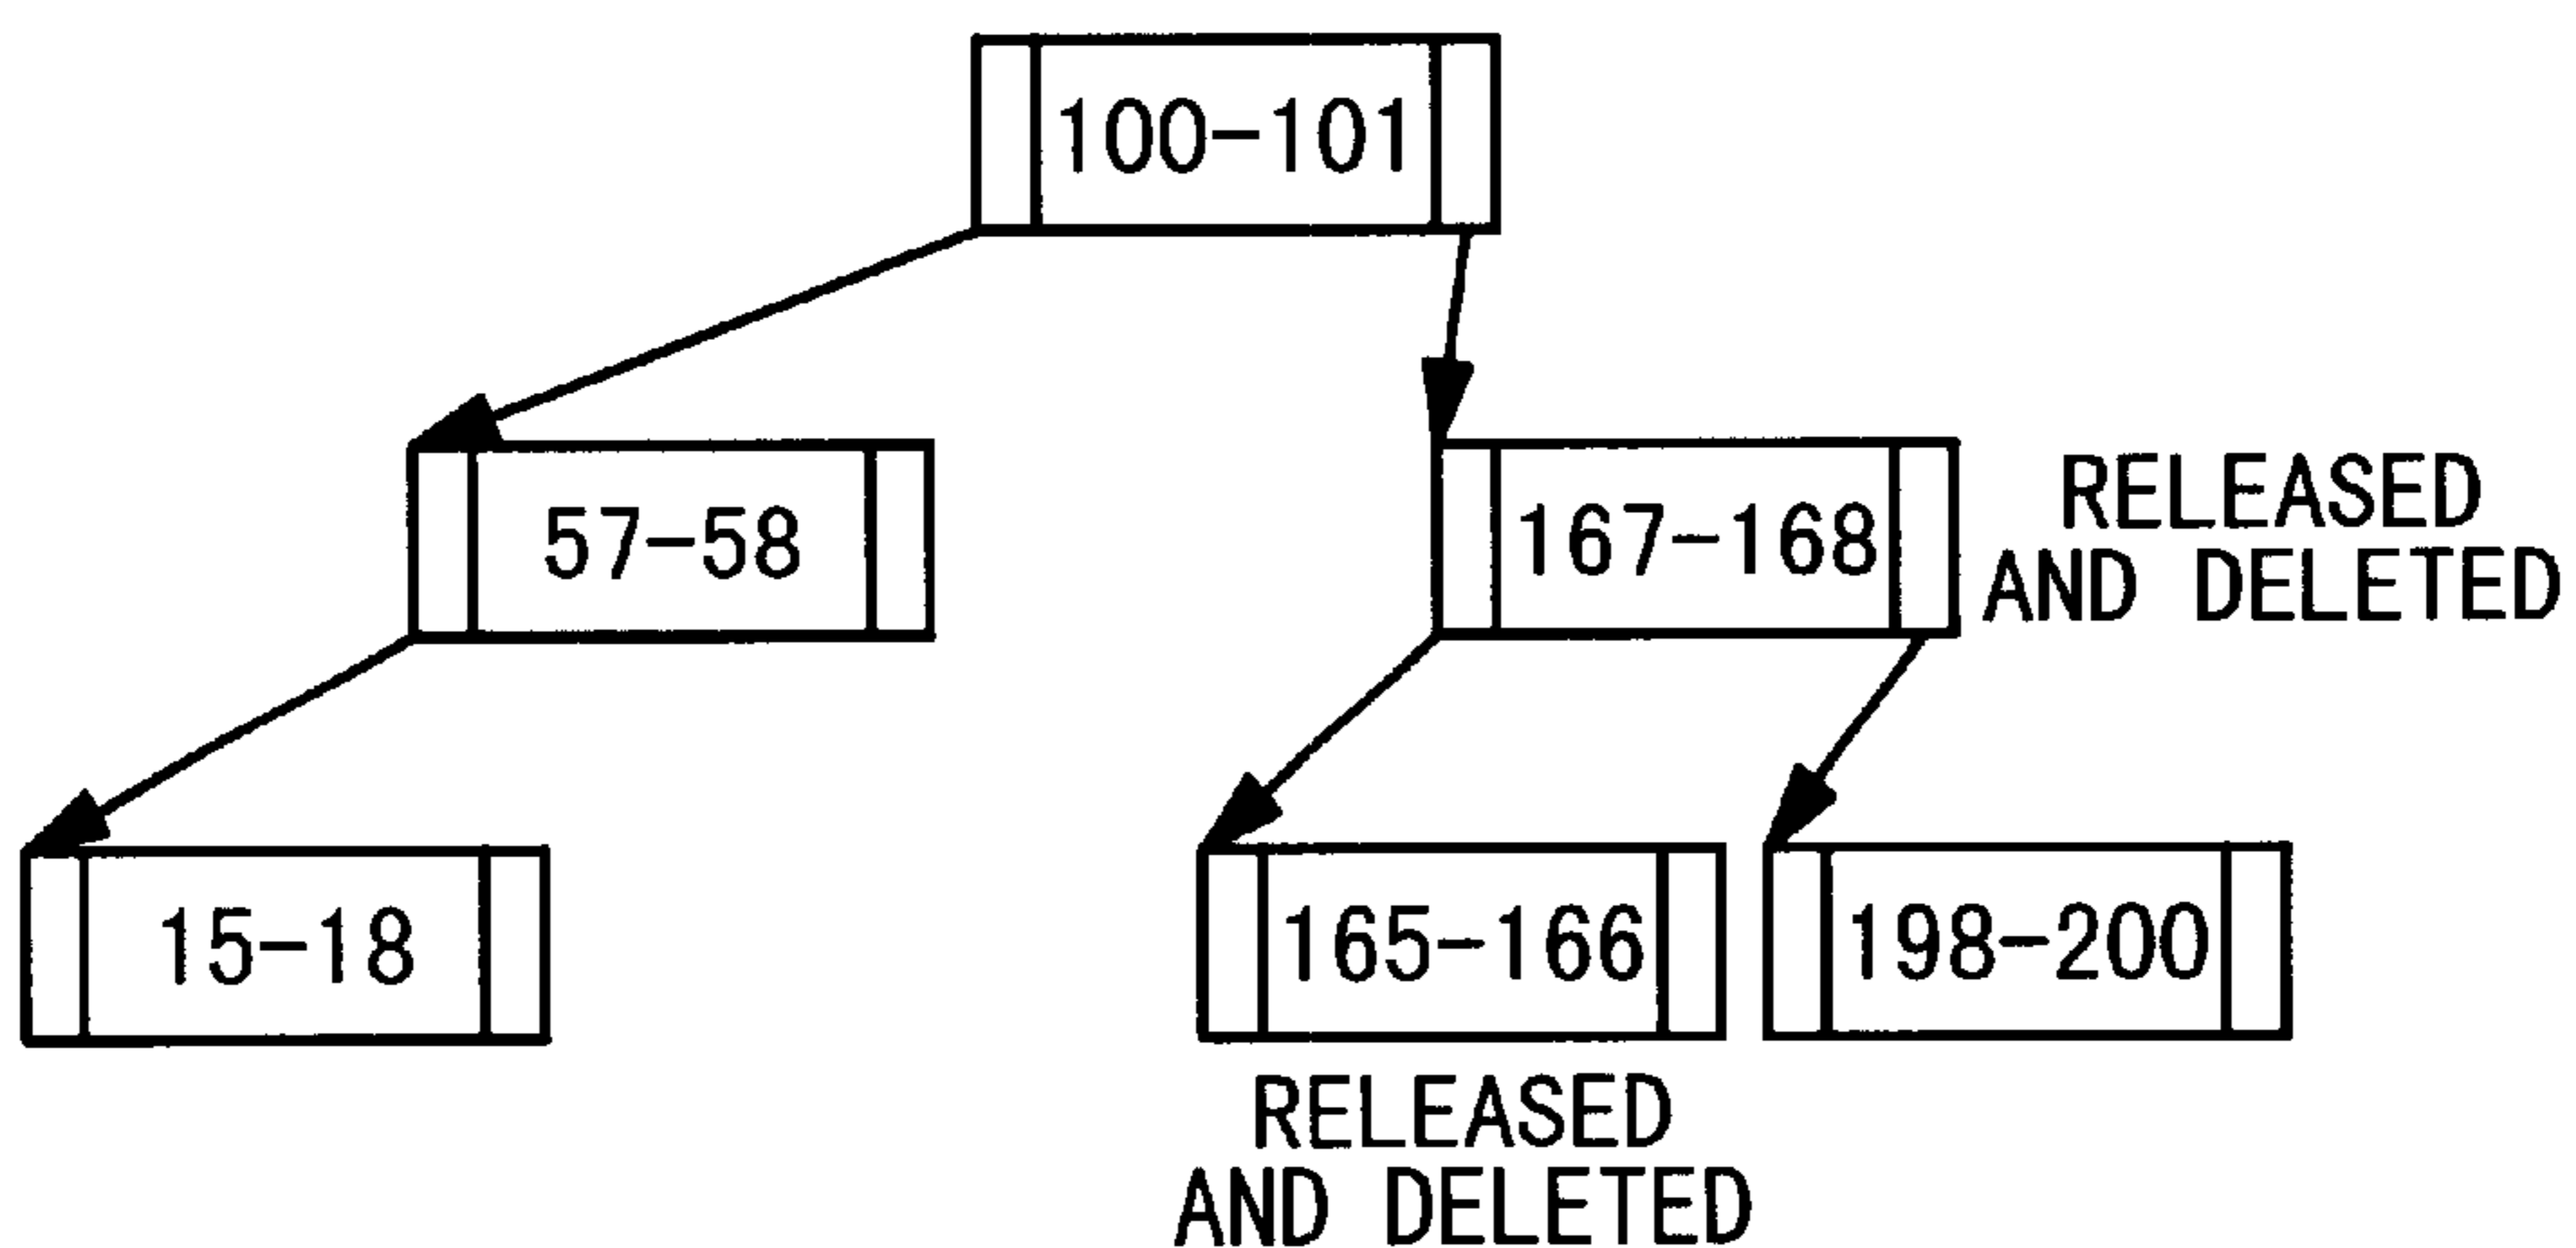 100-101
57-58
167-168
RELEASED
AND DELETED
15-18
165-166
198-200
RELEASED
AND DELETED